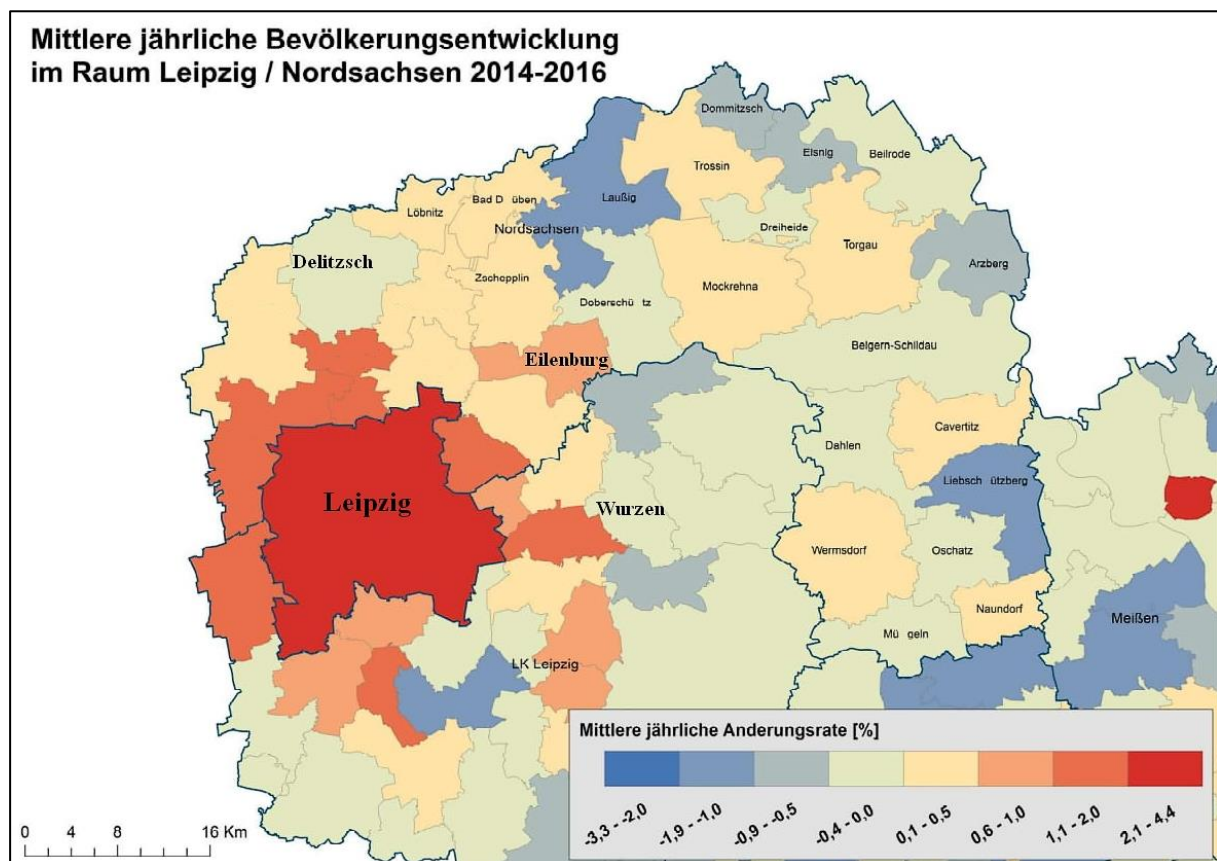 Mittlere jährliche Bevölkerungsentwicklung
im Raum Leipzig / Nordsachsen 2014-2016
Dommitzsch
Elsnig
Beilrode
Trossin
Laußig
Bad D üben
Löbnitz
Nordsachsen
Dreiheide
Torgau
Delitzsch
Arzberg
Zschepplin
Mockrehna
Doberschü tz
Belgern-Schildau
Eilenburg
Cavertitz
Dahlen
Liebsch ützberg
Leipzig
Wurzen
Wermsdorf
Oschatz
Naundorf
Meißen
Mü geln
LK Leipzig
Mittlere jährliche Anderungsrate [%]
-3,3 - -2,0
-1,9 - -1,0
-0,9 - -0,5
-0,4 - 0,0
0,1 - 0,5
0,6 - 1,0
1,1 - 2,0
2,1 - 4,4
0 4 8 16 Km